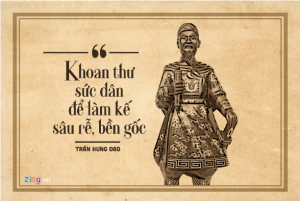 “
Khoan thư
sức dân
để làm kế
sâu rễ, bền gốc
TRẦN HƯNG ĐẠO
Zing.vn